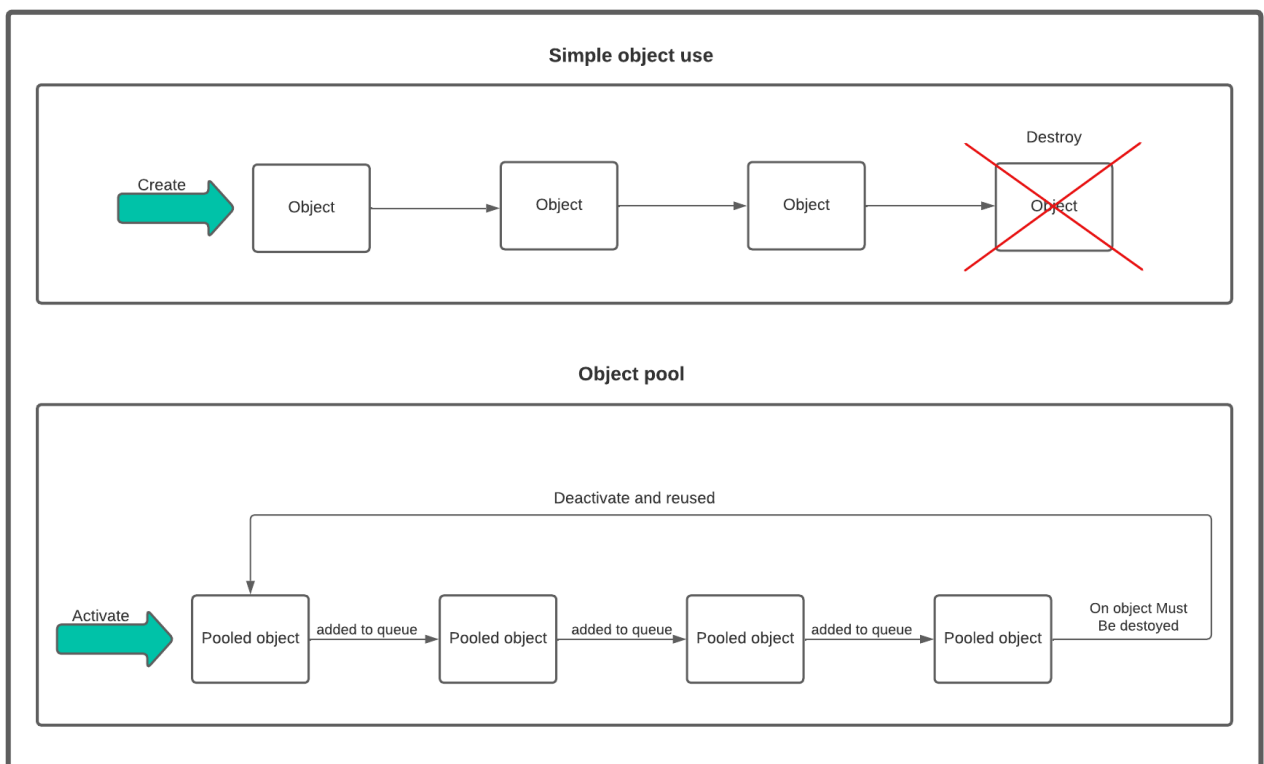 Simple object use
Destroy
Create
Object
Object
Object
Object
Object pool
Deactivate and reused
Activate
Pooled object
added to queue
Pooled object
added to queue
Pooled object
added to queue
Pooled object
On object Must
Be destoyed